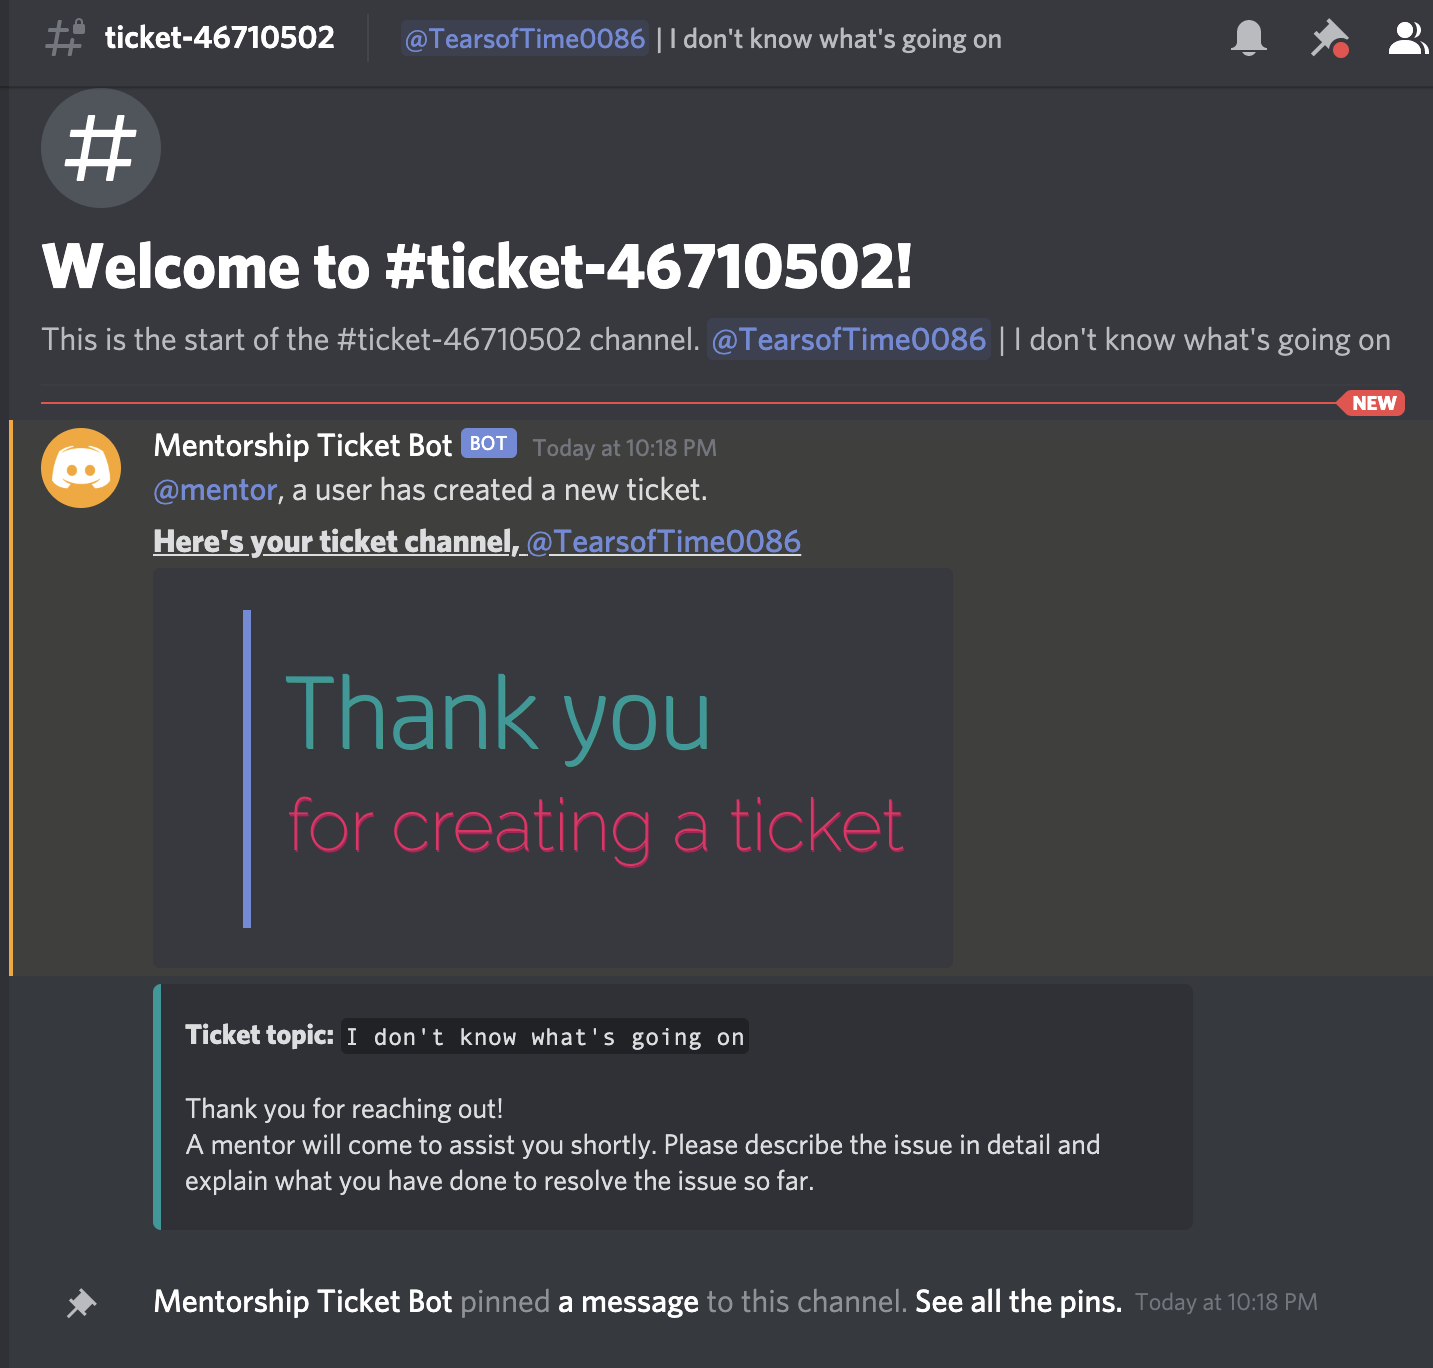 ticket-46710502 @TearsofTime0086 | I don't know what's going on
#
Welcome to #ticket-46710502!
This is the start of the #ticket-46710502 channel. @TearsofTime0086 | I don't know what's going on
NEW
Mentorship Ticket Bot BOT Today at 10:18 PM
@mentor, a user has created a new ticket.
Here's your ticket channel, @TearsofTime0086
Thank you
for creating a ticket
Ticket topic: I don't know what's going on
Thank you for reaching out!
A mentor will come to assist you shortly. Please describe the issue in detail and
explain what you have done to resolve the issue so far.
Mentorship Ticket Bot pinned a message to this channel. See all the pins. Today at 10:18 PM